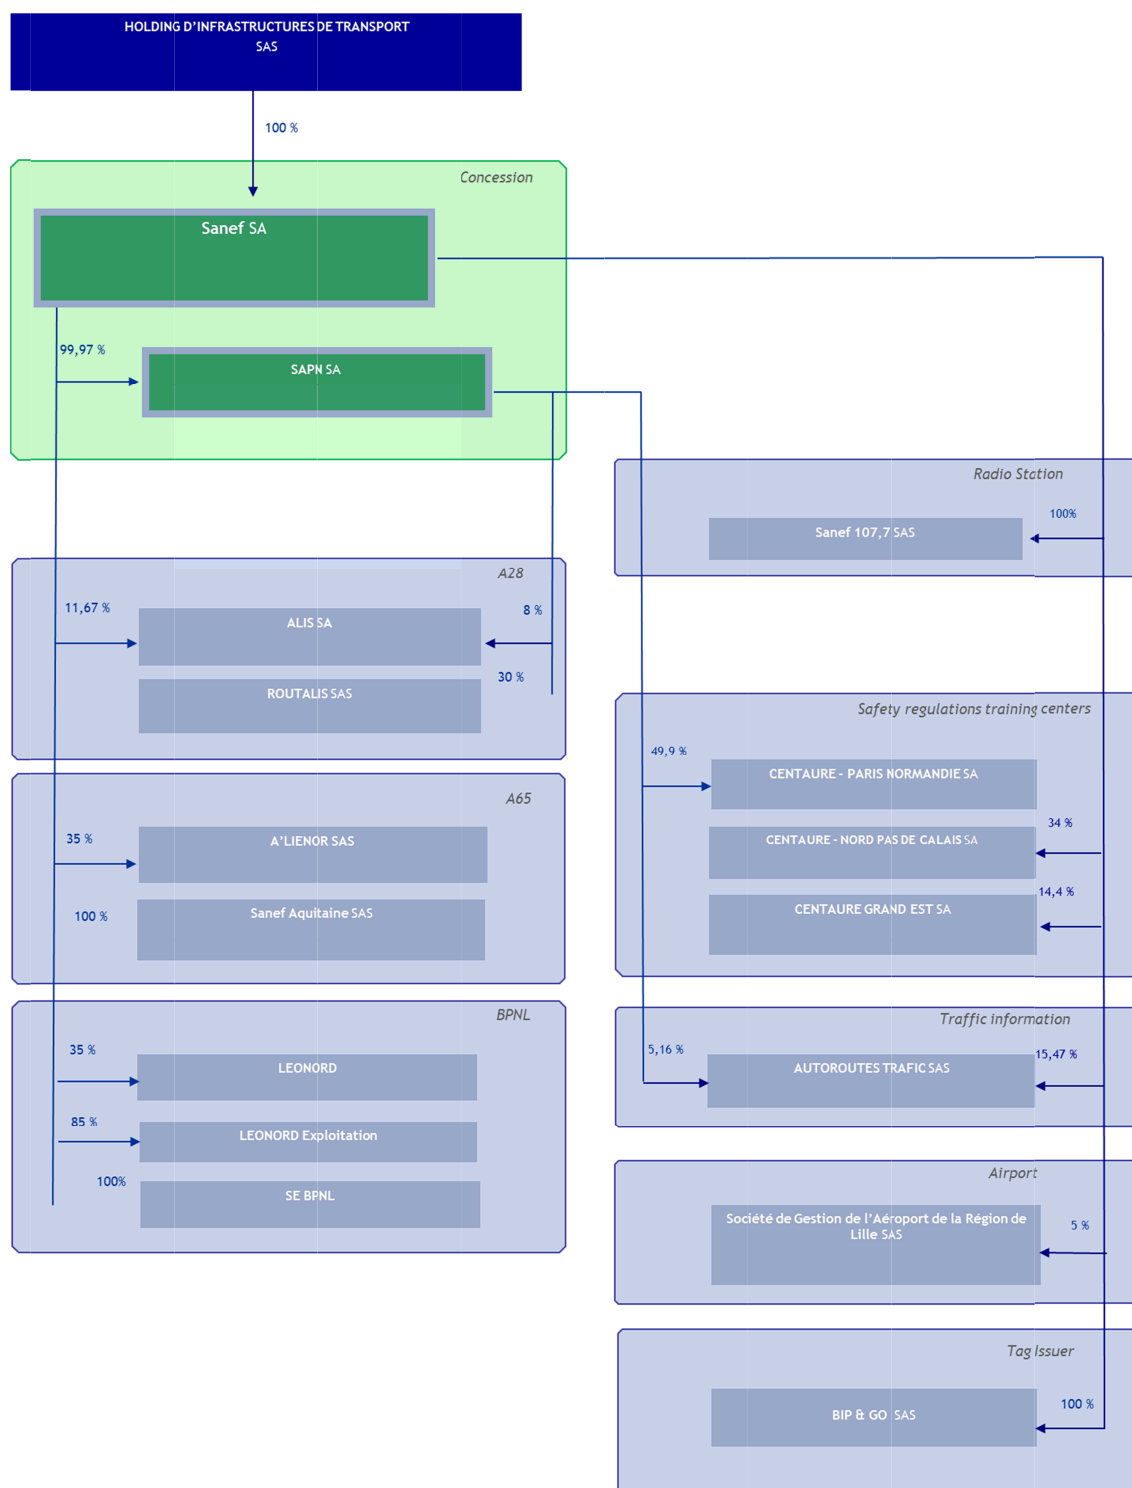 HOLDING D’INFRASTRUCTURES DE TRANSPORT
SAS
100 %
Concession
Sanef SA
99,97 %
SAPN SA
A28
11,67 %
ALIS SA
8 %
30 %
ROUTALIS SAS
A65
35 %
A’LIENOR SAS
100 %
Sanef Aquitaine SAS
BPNL
35 %
LEONORD
85 %
LEONORD Exploitation
100%
SE BPNL
Radio Station
100%
Sanef 107,7 SAS
Safety regulations training centers
49,9 %
CENTAURE - PARIS NORMANDIE SA
34 %
CENTAURE - NORD PAS DE CALAIS SA
14,4 %
CENTAURE GRAND EST SA
Traffic information
5,16 %
15,47 %
AUTOROUTES TRAFIC SAS
Airport
Société de Gestion de l’Aéroport de la Région de
Lille SAS
5 %
Tag Issuer
100 %
BIP & GO SAS